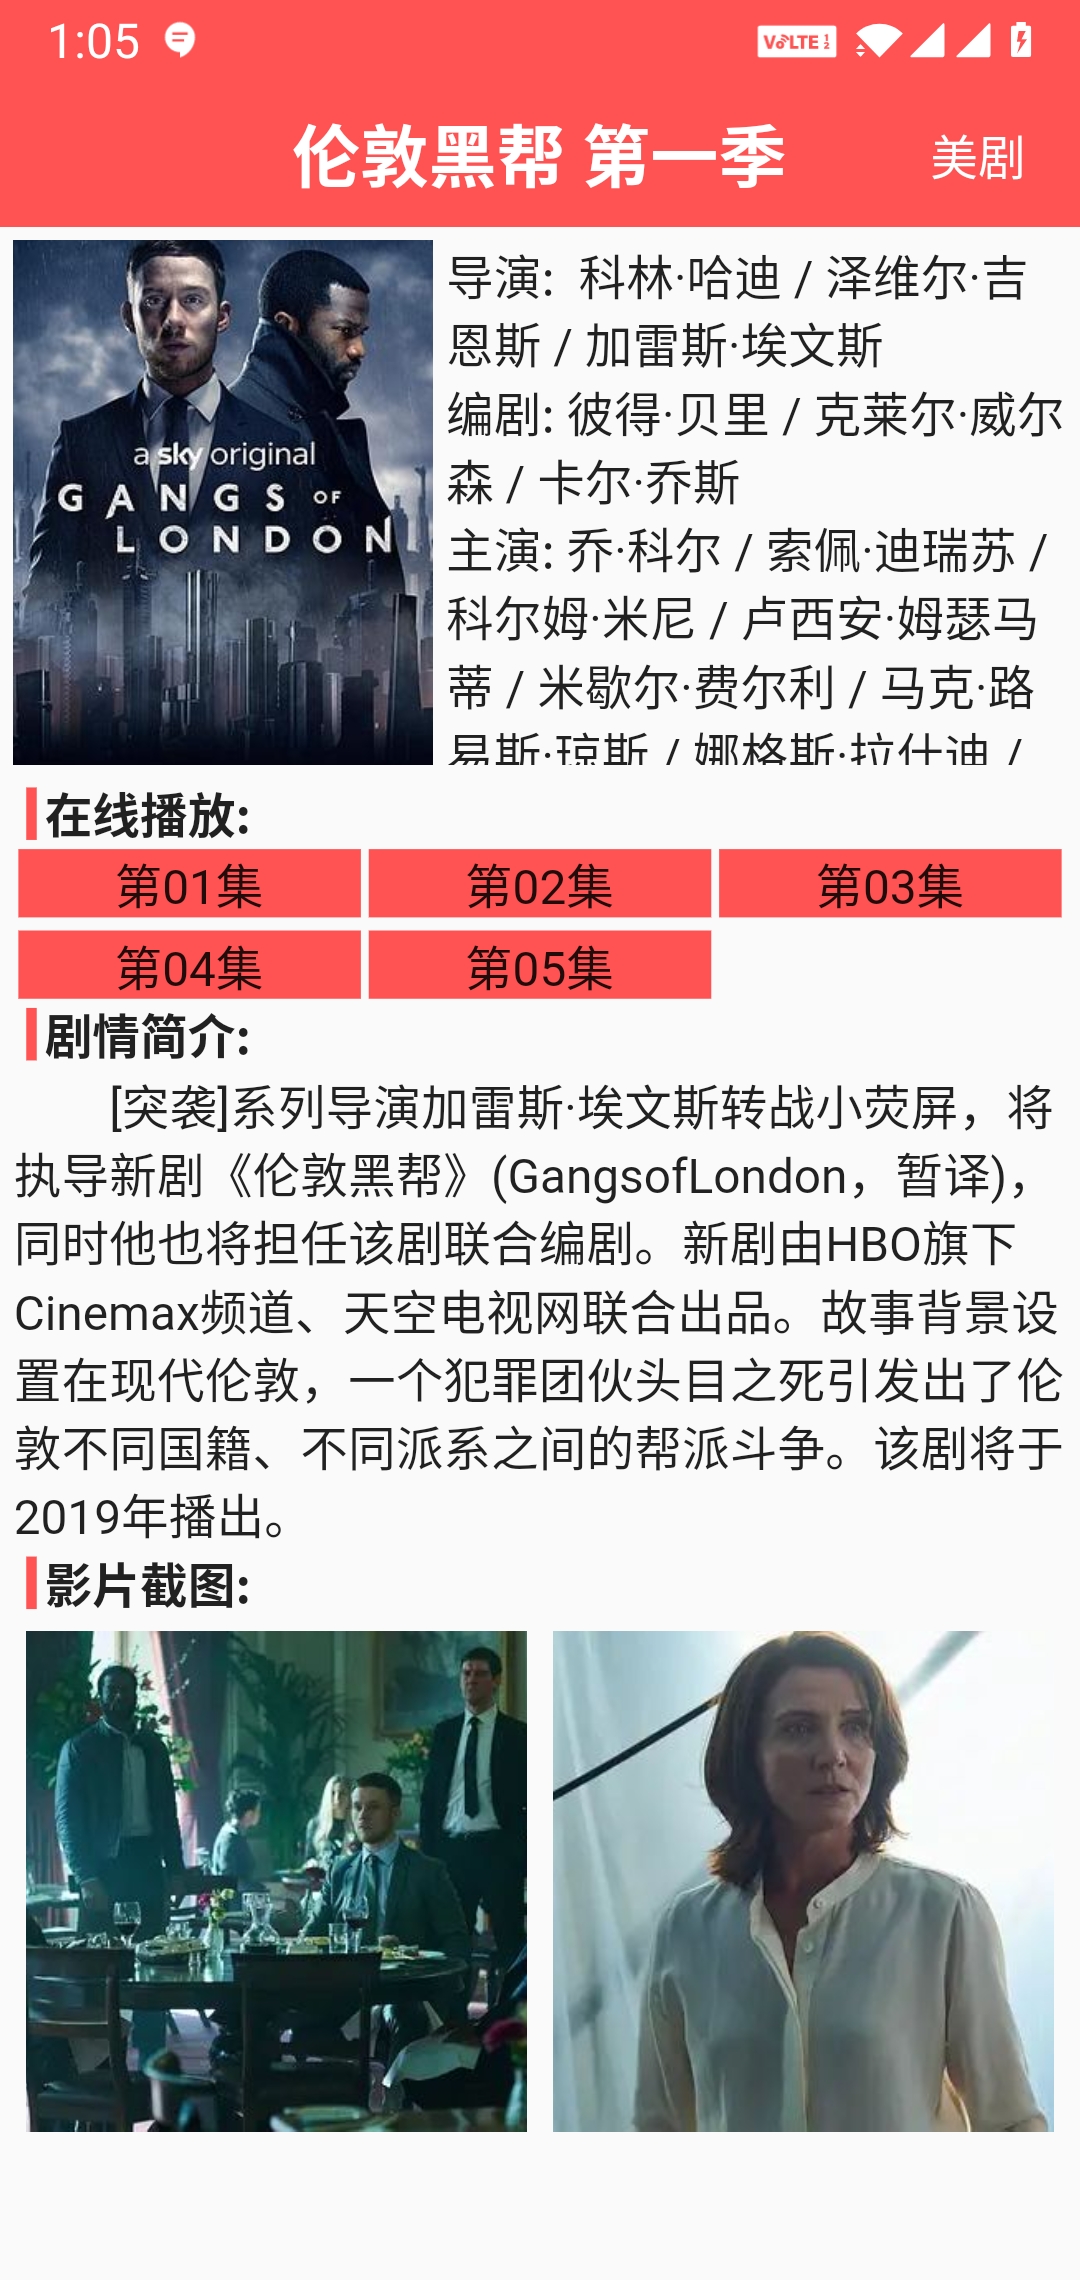 1:05
VoLTE 1 2
伦敦黑帮 第一季
美剧
a sky original
GANGS OF
LONDON
导演: 科林·哈迪 / 泽维尔·吉
恩斯 / 加雷斯·埃文斯
编剧: 彼得·贝里 / 克莱尔·威尔
森 / 卡尔·乔斯
主演: 乔·科尔 / 索佩·迪瑞苏 /
科尔姆·米尼 / 卢西安·姆瑟马
蒂 / 米歇尔·费尔利 / 马克·路
易斯·琼斯 / 娜格斯·拉什迪 /
在线播放:
第01集
第02集
第03集
第04集
第05集
剧情简介:
[突袭]系列导演加雷斯·埃文斯转战小荧屏，将
执导新剧《伦敦黑帮》(GangsofLondon，暂译)，
同时他也将担任该剧联合编剧。新剧由HBO旗下
Cinemax频道、天空电视网联合出品。故事背景设
置在现代伦敦，一个犯罪团伙头目之死引发出了伦
敦不同国籍、不同派系之间的帮派斗争。该剧将于
2019年播出。
影片截图: